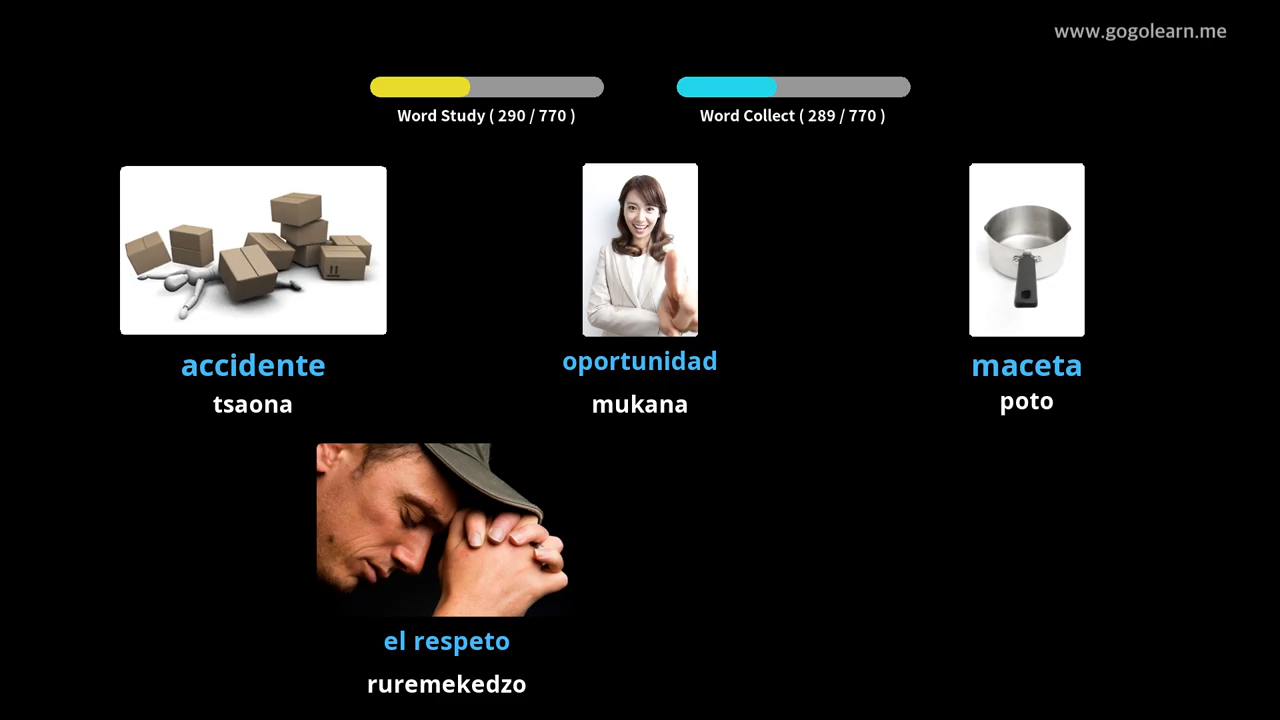 www.gogolearn.me
Word Study ( 290 / 770 )
Word Collect ( 289 / 770 )
accidente
tsaona
oportunidad
mukana
maceta
poto
el respeto
ruremekedzo